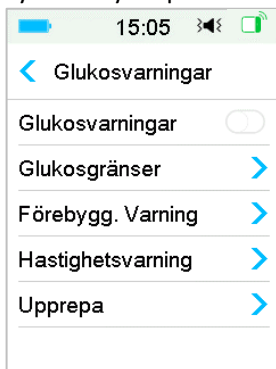 15:05
Glukosvarningar
Glukosvarningar
Glukosgränser
Förebygg. Varning
Hastighetsvarning
Upprepa